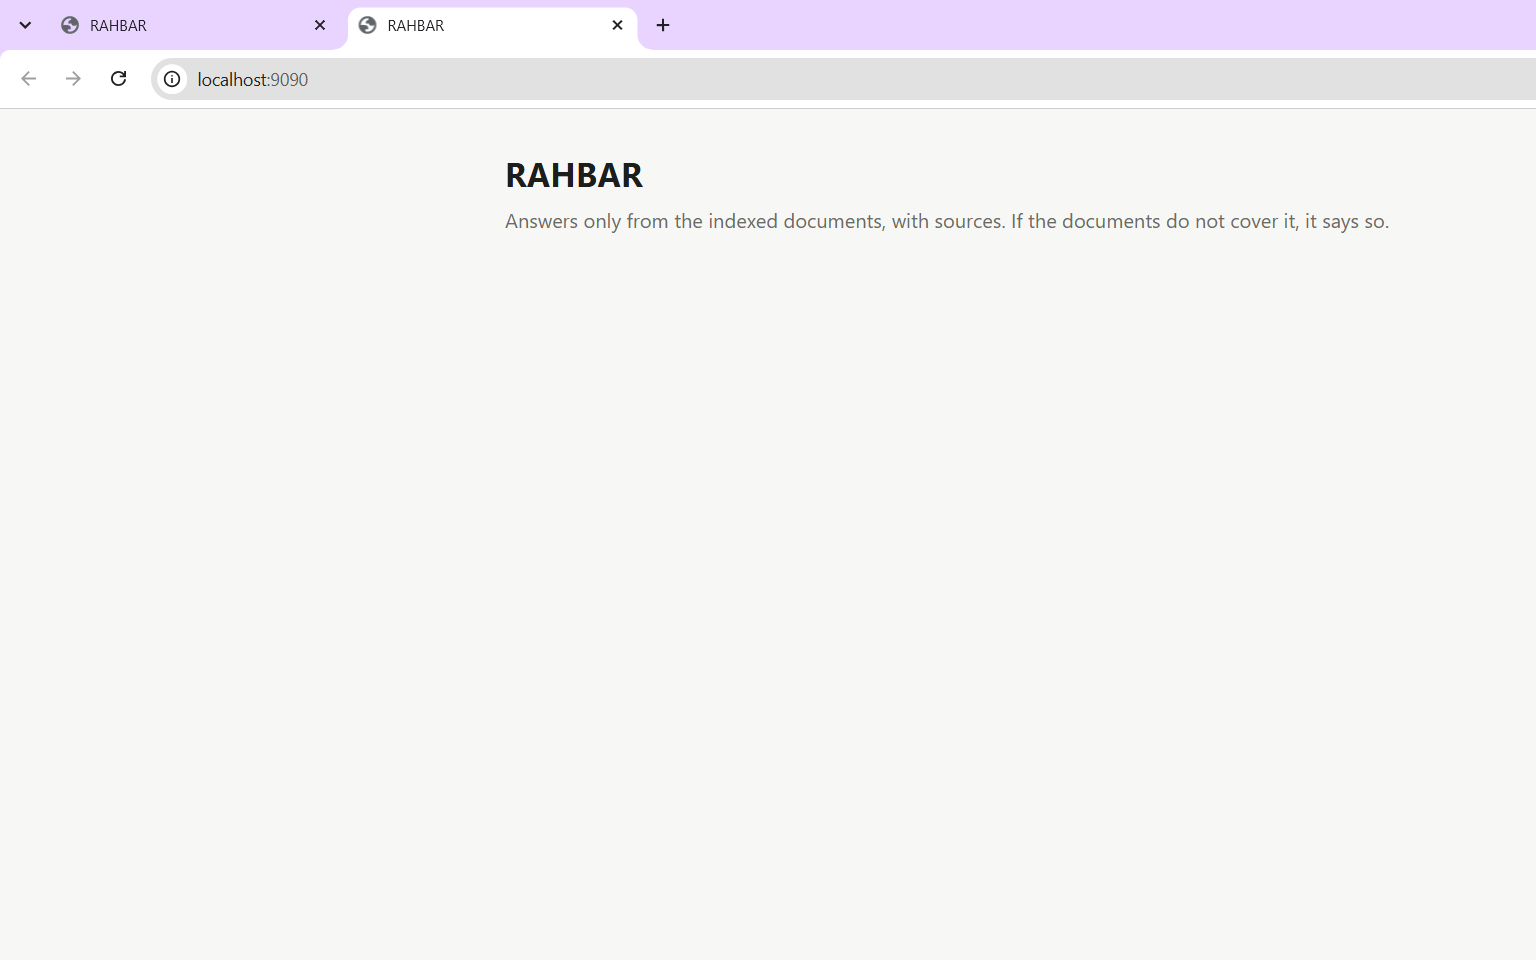 RAHBAR
RAHBAR
localhost:9090
RAHBAR
Answers only from the indexed documents, with sources. If the documents do not cover it, it says so.